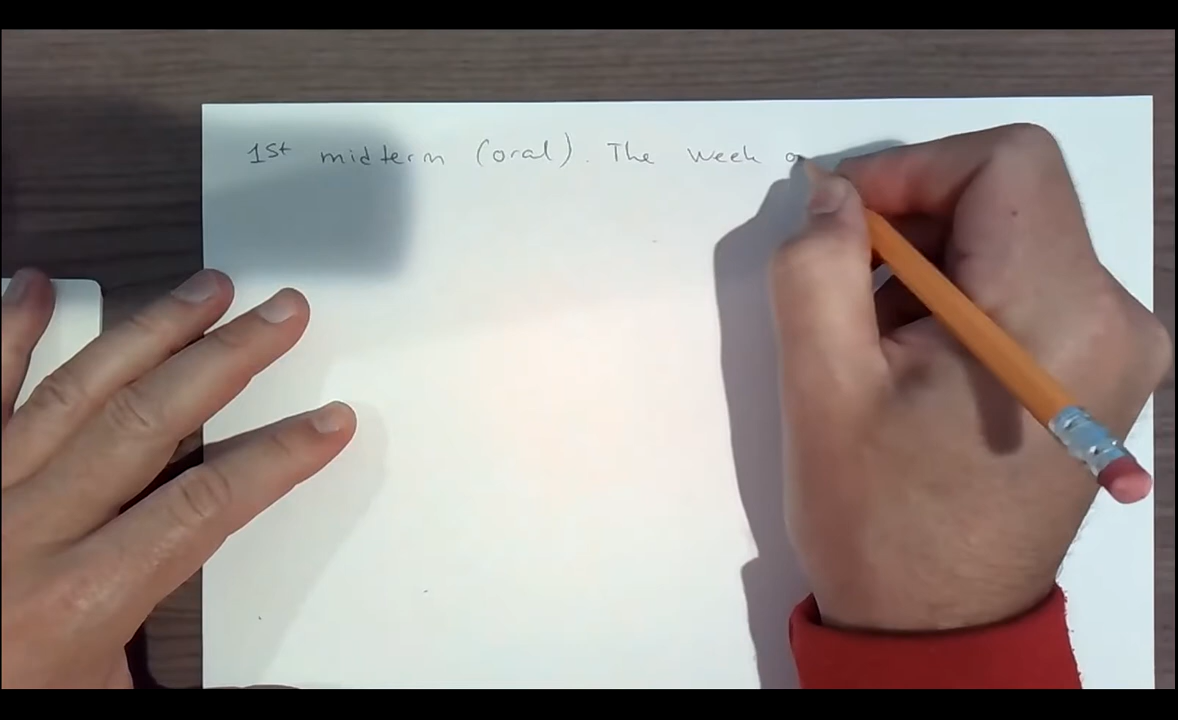 1st midterm (oral). The week o